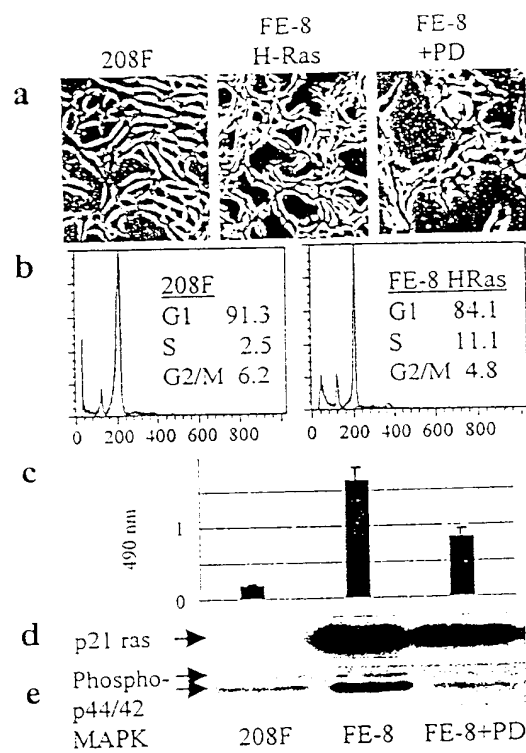 208F
FE-8
H-Ras
FE-8
+PD
a
b
208F
G1 91.3
S 2.5
G2/M 6.2
0 200 400 600 800
FE-8 HRas
G1 84.1
S 11.1
G2/M 4.8
0 200 400 600 800
c
490 nm
1
0
d
p21 ras
e
Phospho-
p44/42
MAPK
208F FE-8 FE-8+PD